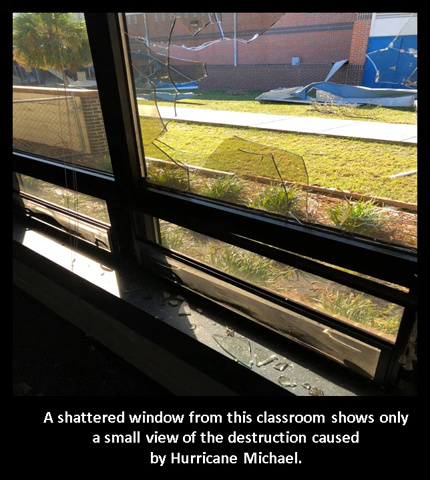 A shattered window from this classroom shows only
a small view of the destruction caused
by Hurricane Michael.